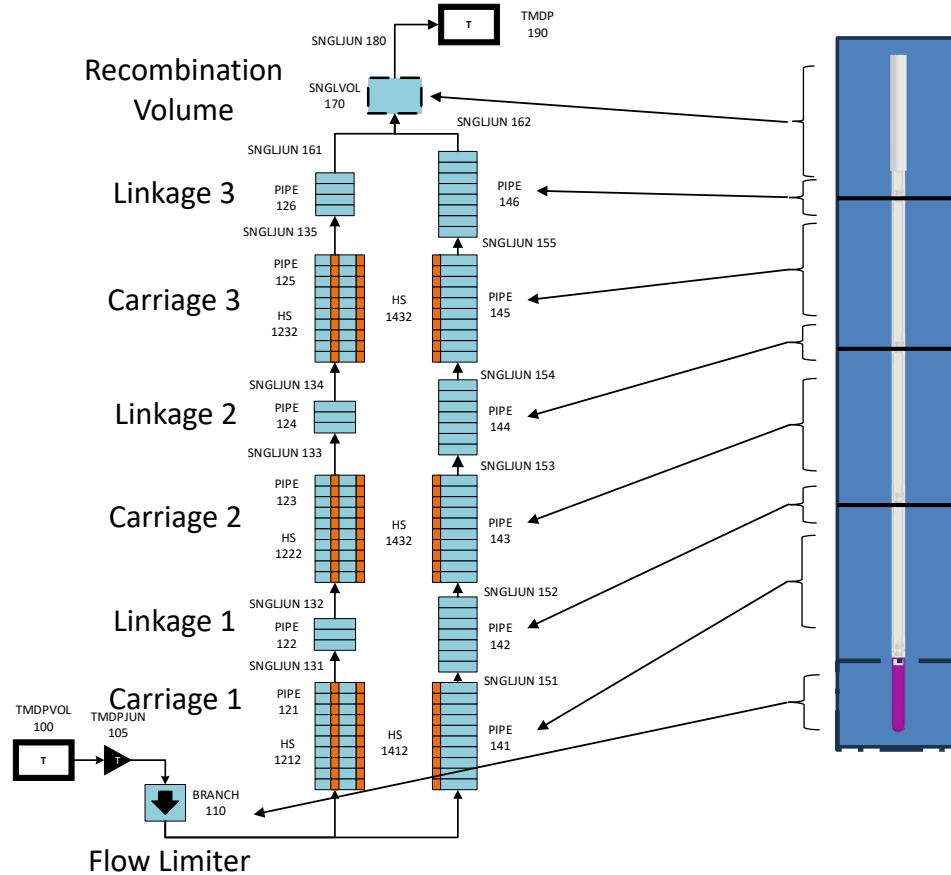 SNGLJUN 180
T
TMDP
190
Recombination
Volume
SNGLVOL
170
SNGLJUN 162
SNGLJUN 161
Linkage 3
PIPE
126
PIPE
146
SNGLJUN 135
SNGLJUN 155
Carriage 3
PIPE
125
HS
1232
HS
1432
PIPE
145
SNGLJUN 134
SNGLJUN 154
Linkage 2
PIPE
124
PIPE
144
SNGLJUN 133
SNGLJUN 153
Carriage 2
PIPE
123
HS
1222
HS
1432
PIPE
143
SNGLJUN 132
SNGLJUN 152
Linkage 1
PIPE
122
PIPE
142
SNGLJUN 131
SNGLJUN 151
Carriage 1
PIPE
121
HS
1212
HS
1412
PIPE
141
TMDPVOL
100
TMDPJUN
105
T
T
BRANCH
110
Flow Limiter